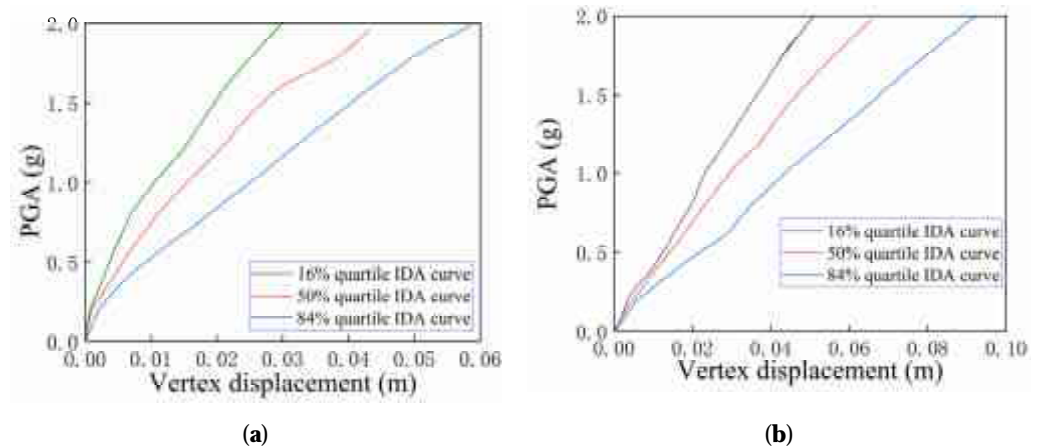 2.0
1.5
1.0
0.5
0.0
PGA (g)
16% quartile IDA curve
50% quartile IDA curve
84% quartile IDA curve
0.00 0.01 0.02 0.03 0.04 0.05 0.06
Vertex displacement (m)
(a)
2.0
1.5
1.0
0.5
0.0
PGA (g)
16% quartile IDA curve
50% quartile IDA curve
84% quartile IDA curve
0.00 0.02 0.04 0.06 0.08 0.10
Vertex displacement (m)
(b)